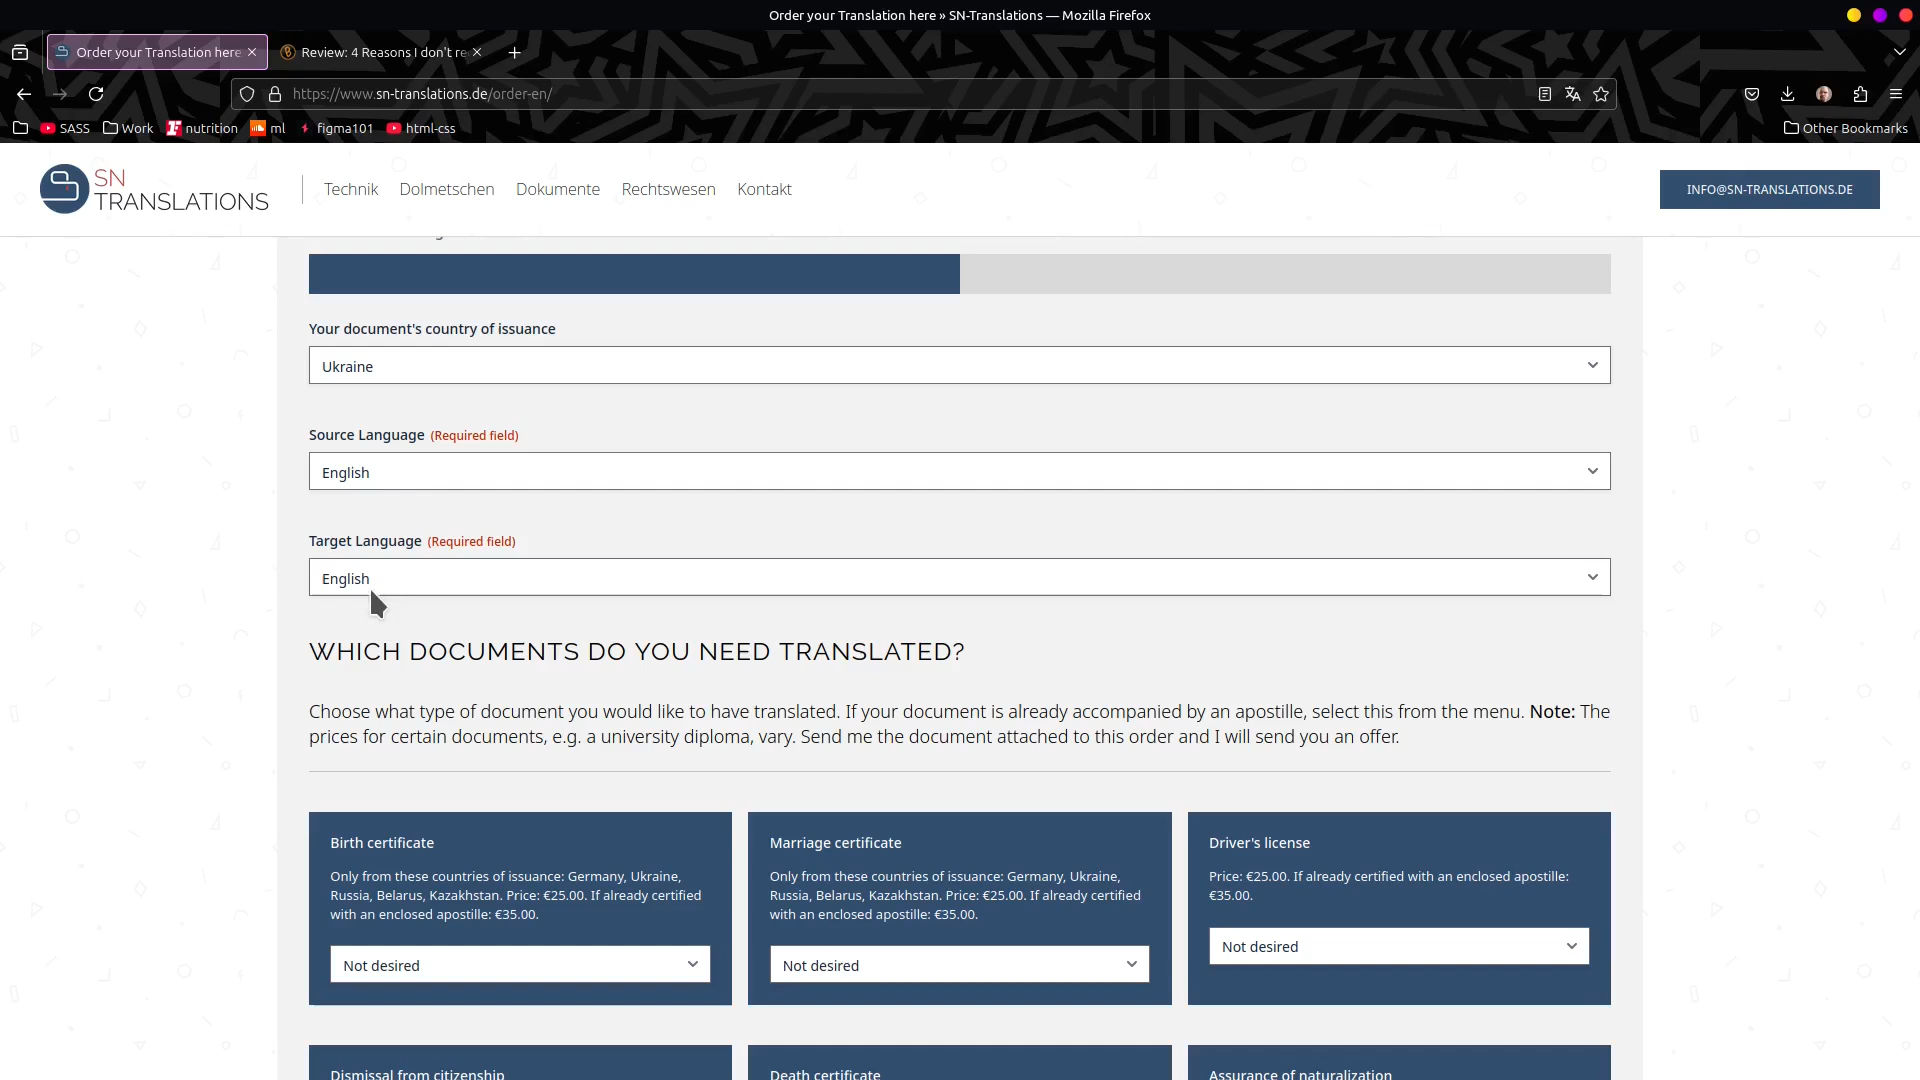 Order your Translation here » SN-Translations — Mozilla Firefox
Order your Translation here
Review: 4 Reasons I don't re
https://www.sn-translations.de/order-en/
SASS
Work
nutrition
ml
figma101
html-css
Other Bookmarks
SN
TRANSLATIONS
Technik
Dolmetschen
Dokumente
Rechtswesen
Kontakt
INFO@SN-TRANSLATIONS.DE
Your document's country of issuance
Ukraine
Source Language (Required field)
English
Target Language (Required field)
English
WHICH DOCUMENTS DO YOU NEED TRANSLATED?
Choose what type of document you would like to have translated. If your document is already accompanied by an apostille, select this from the menu. Note: The
prices for certain documents, e.g. a university diploma, vary. Send me the document attached to this order and I will send you an offer.
Birth certificate
Only from these countries of issuance: Germany, Ukraine,
Russia, Belarus, Kazakhstan. Price: €25.00. If already certified
with an enclosed apostille: €35.00.
Not desired
Marriage certificate
Only from these countries of issuance: Germany, Ukraine,
Russia, Belarus, Kazakhstan. Price: €25.00. If already certified
with an enclosed apostille: €35.00.
Not desired
Driver's license
Price: €25.00. If already certified with an enclosed apostille:
€35.00.
Not desired
Dismissal from citizenship
Death certificate
Assurance of naturalization